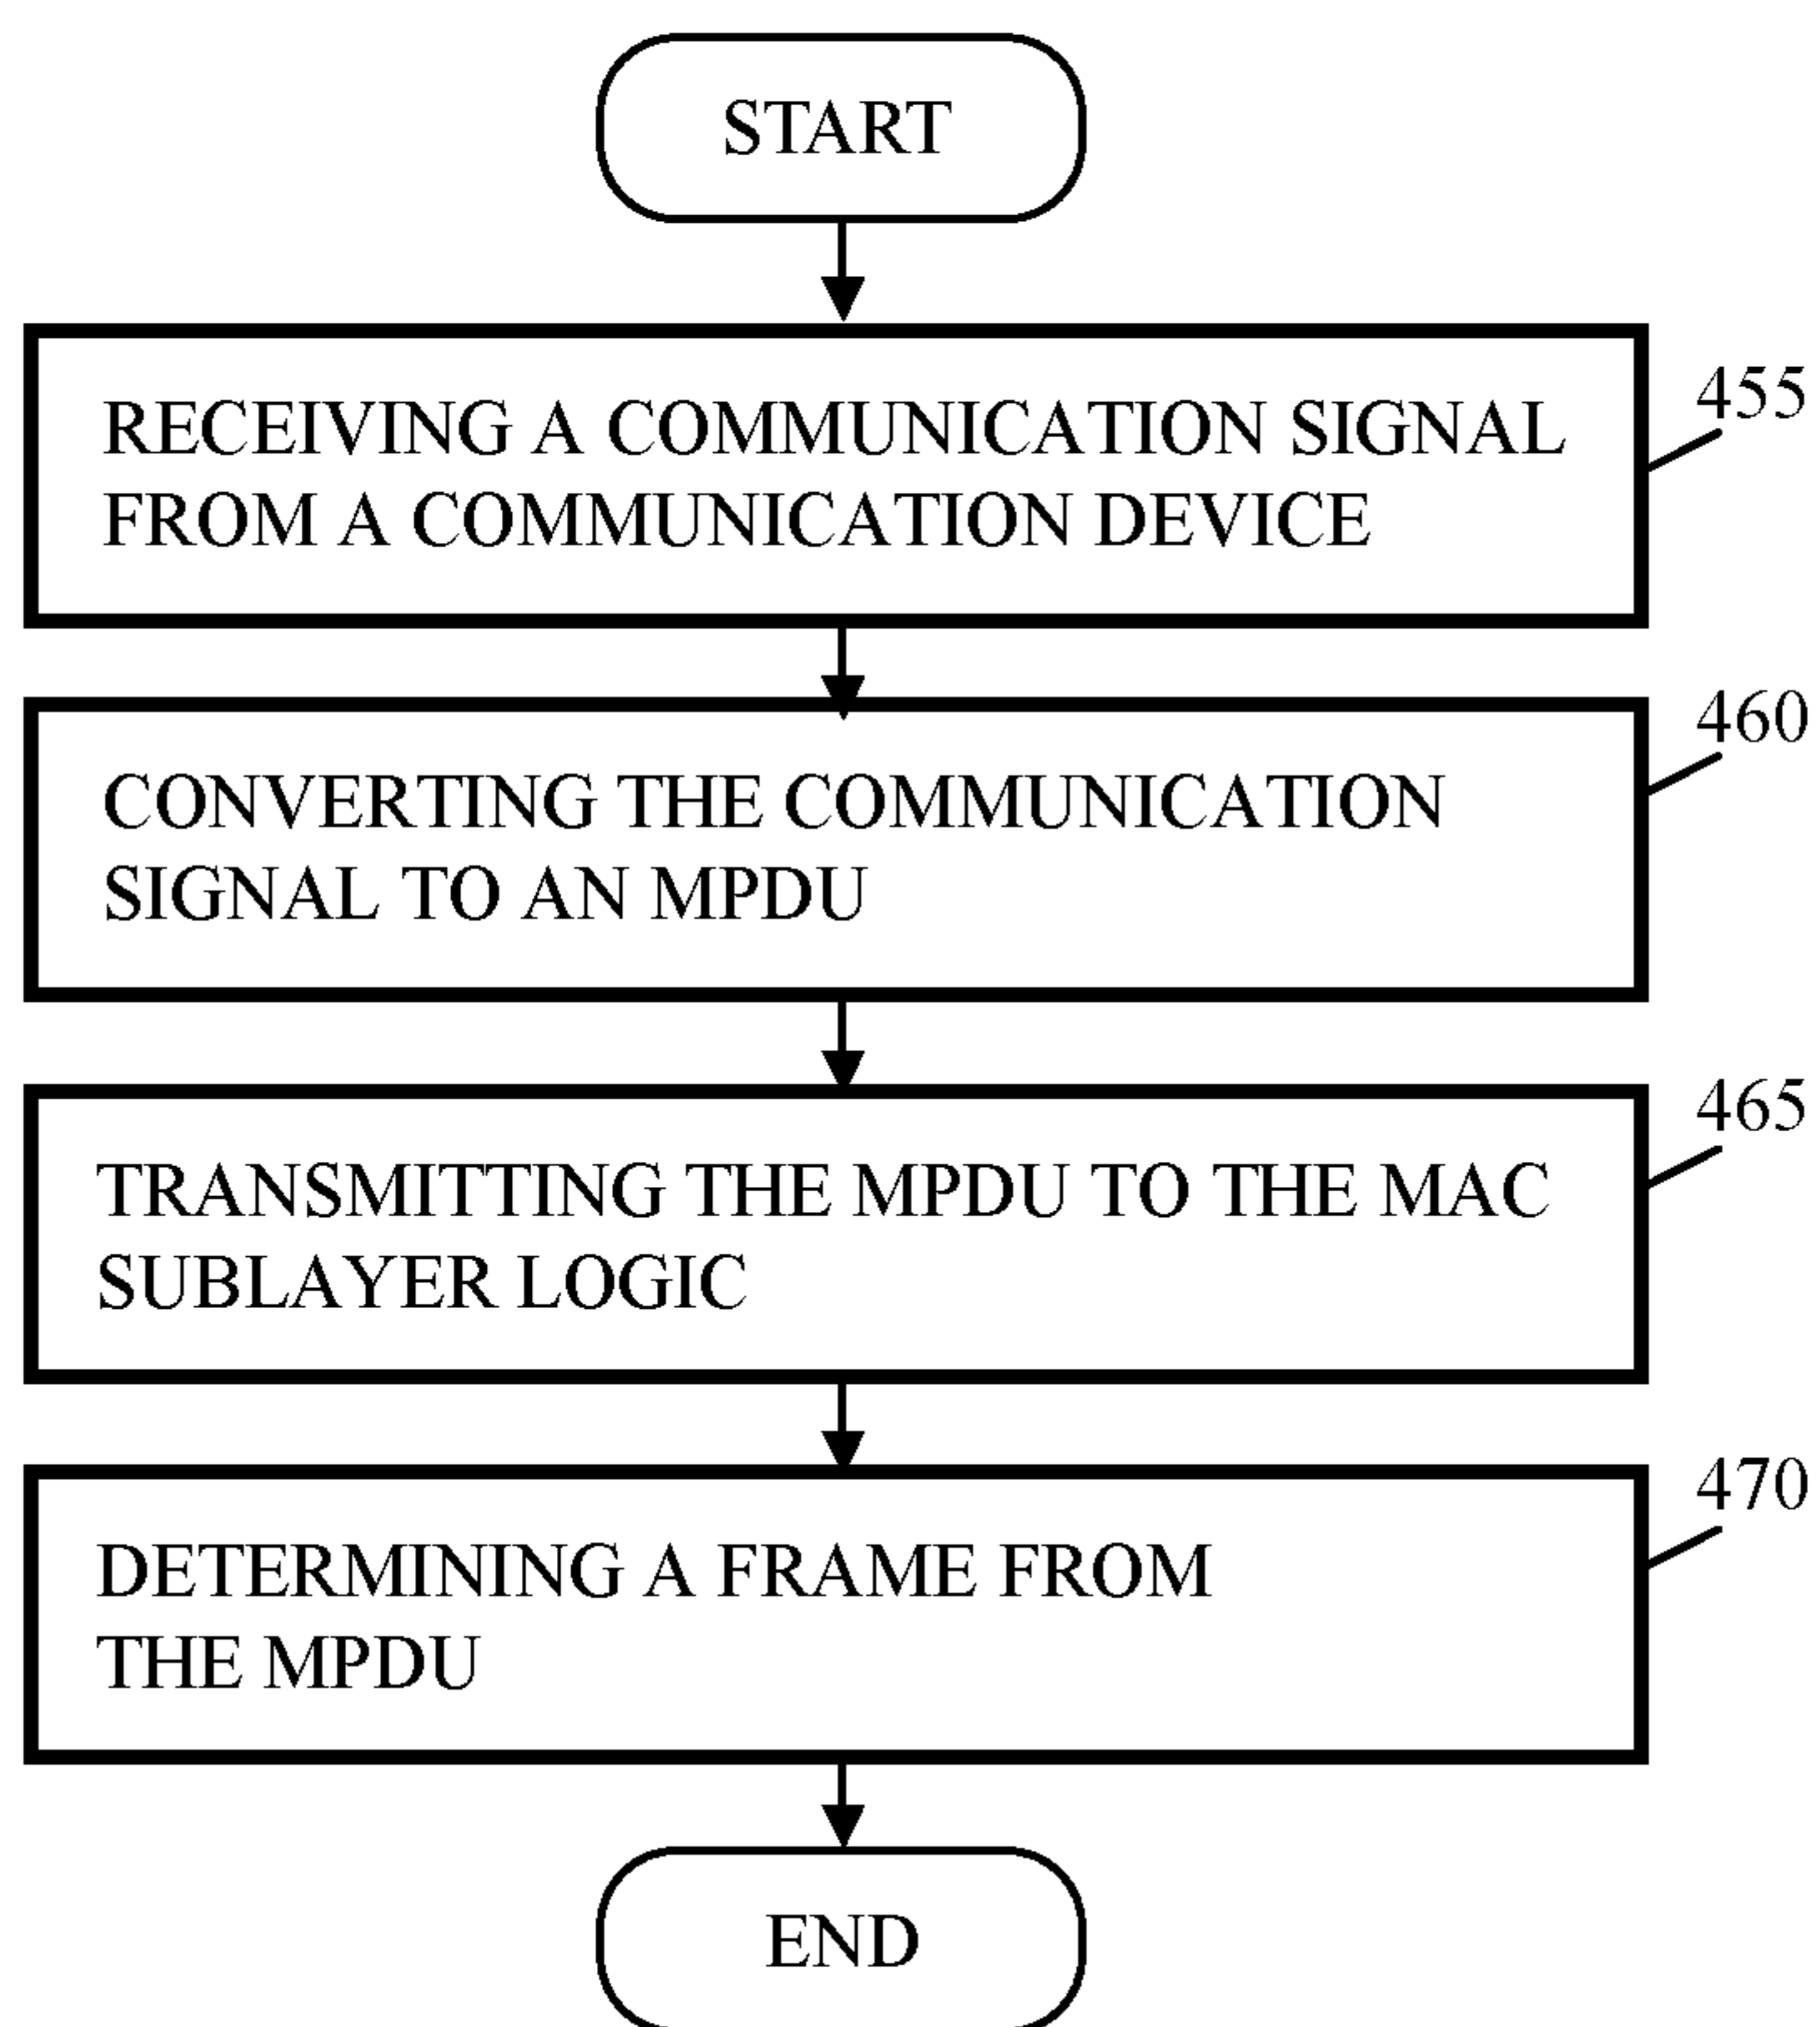 START
455
RECEIVING A COMMUNICATION SIGNAL
FROM A COMMUNICATION DEVICE
460
CONVERTING THE COMMUNICATION
SIGNAL TO AN MPDU
465
TRANSMITTING THE MPDU TO THE MAC
SUBLAYER LOGIC
470
DETERMINING A FRAME FROM
THE MPDU
END